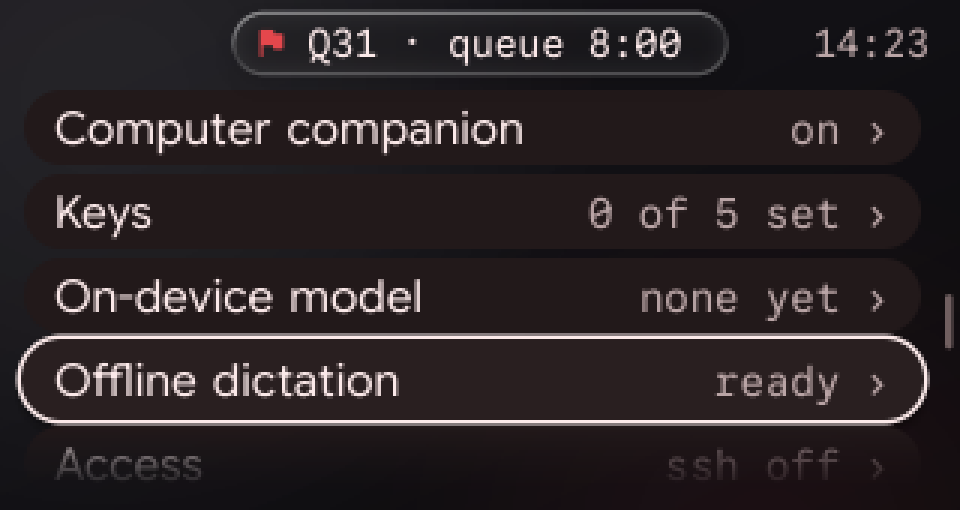 Q31 · queue 8:00 14:23
Computer companion on ›
Keys 0 of 5 set ›
On-device model none yet ›
Offline dictation ready ›
Access ssh off ›